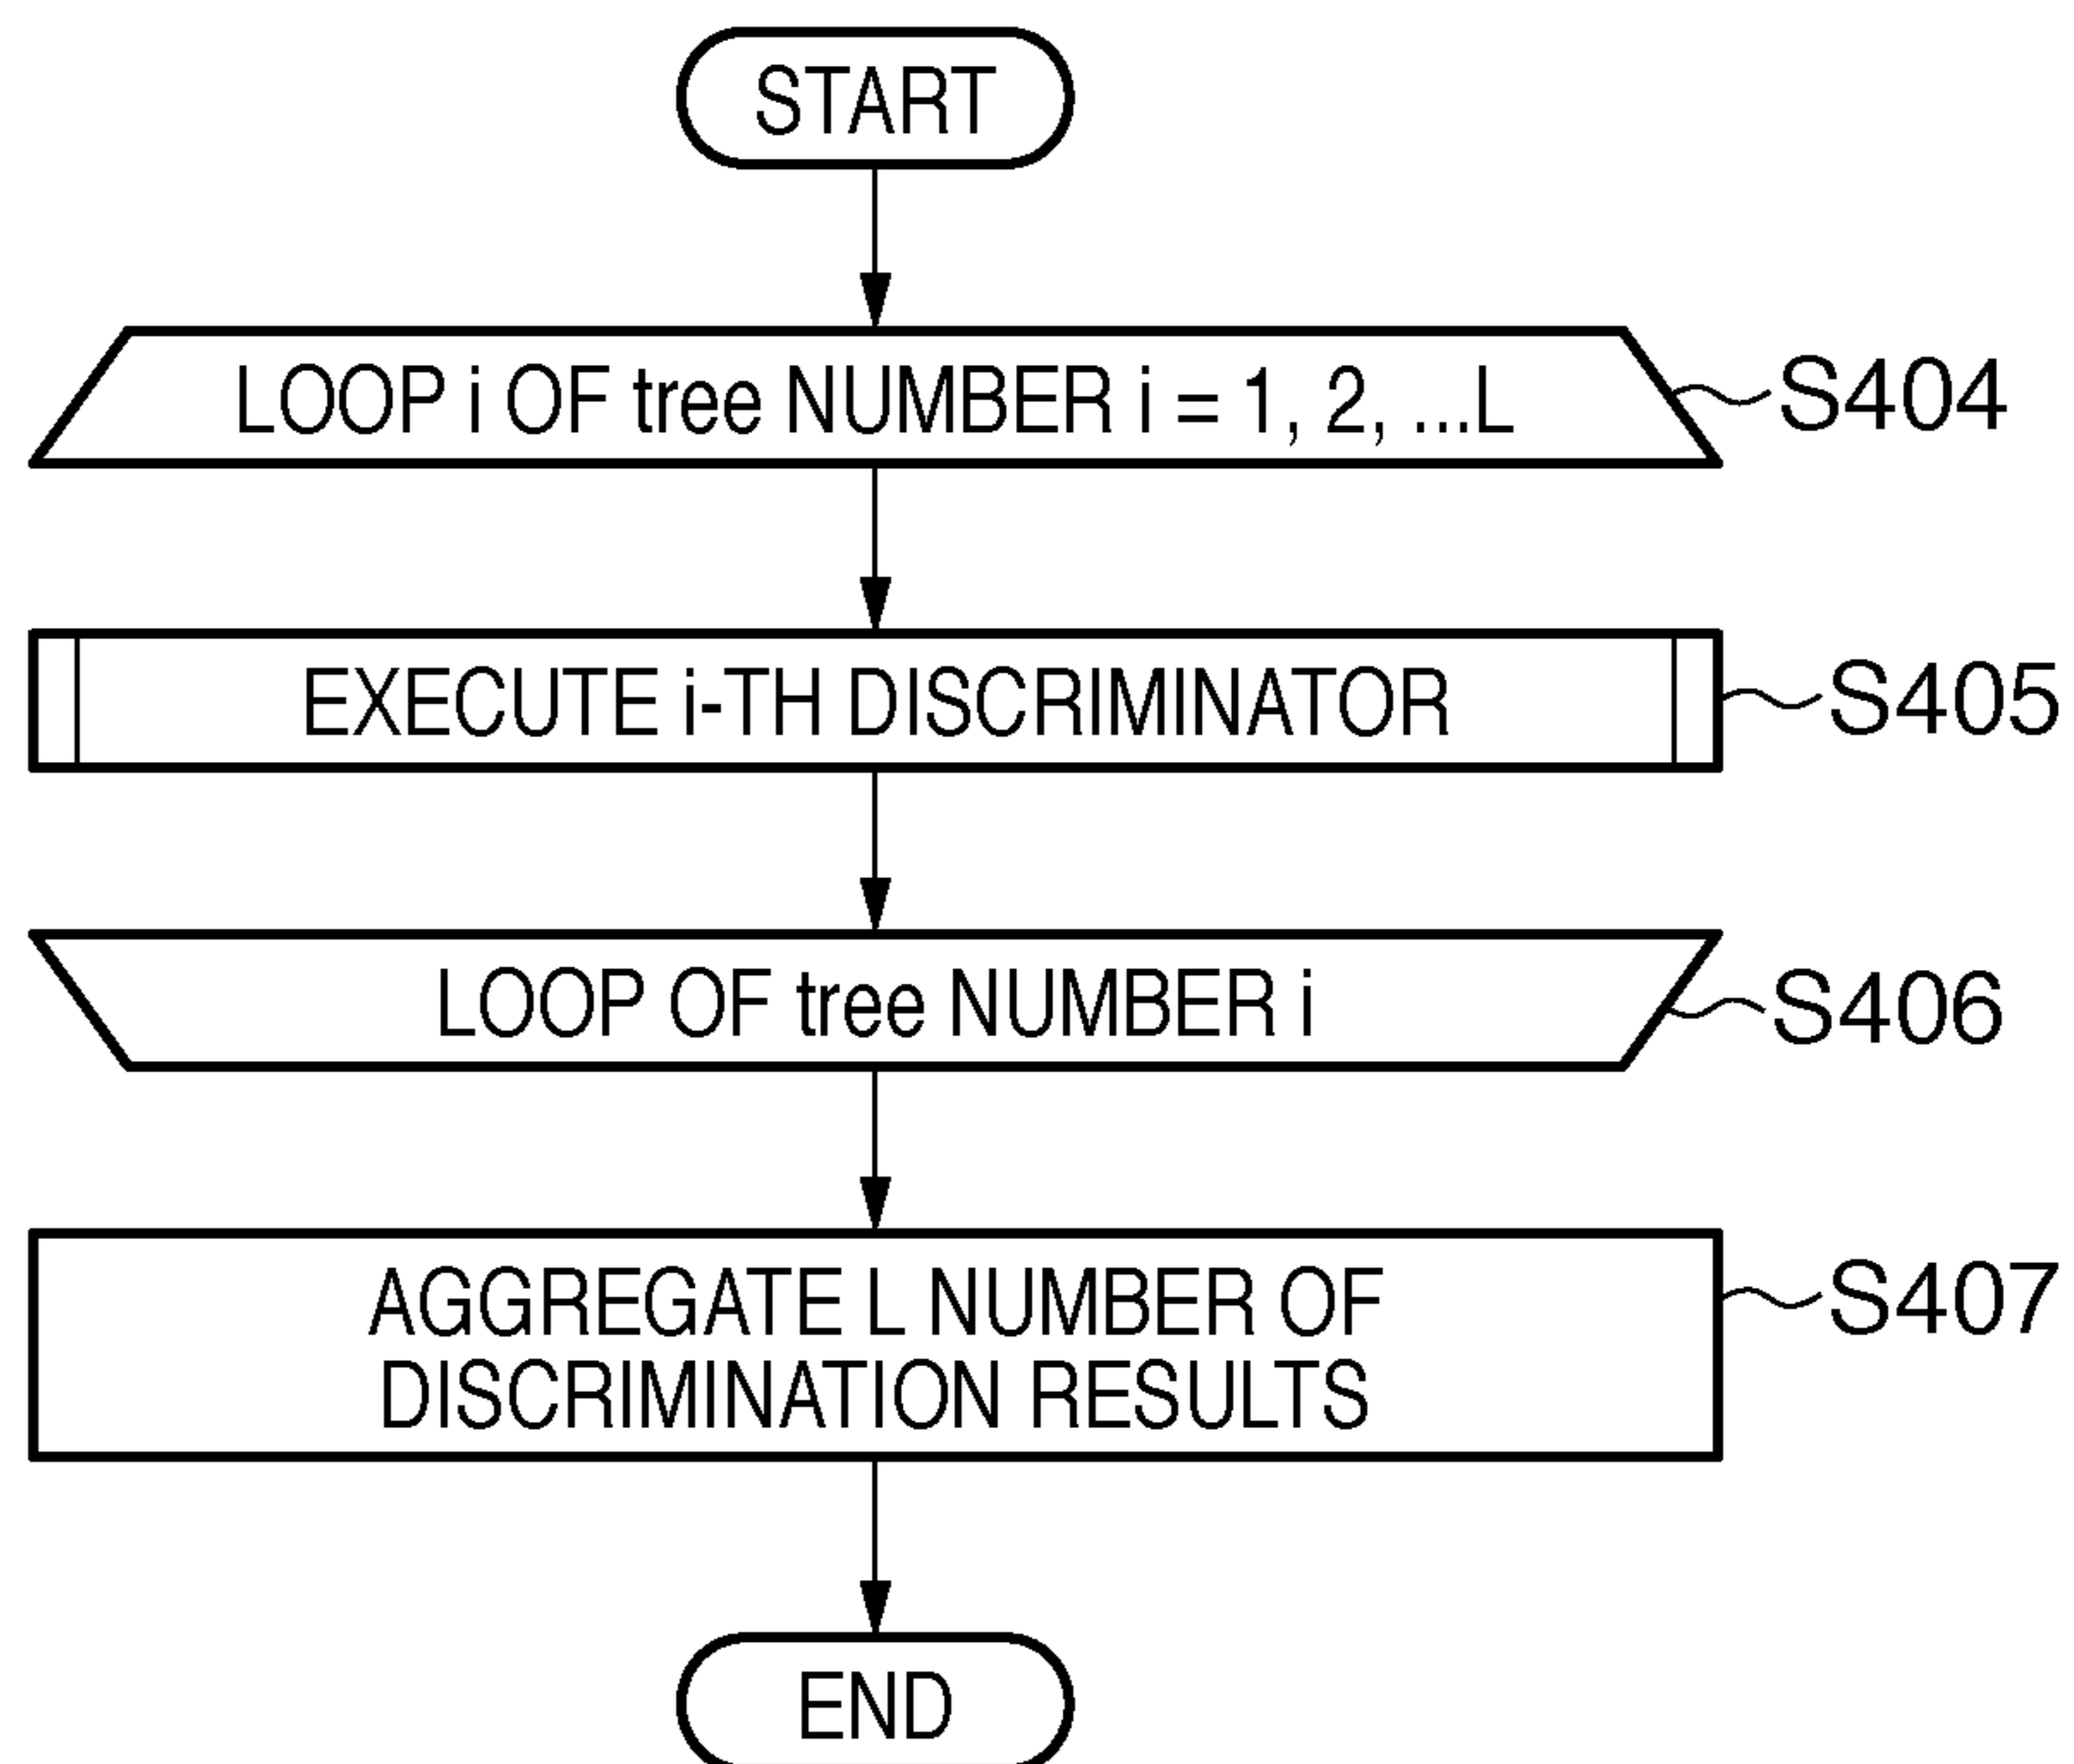 START
LOOP i OF tree NUMBER i = 1, 2, ...L
S404
EXECUTE i-TH DISCRIMINATOR
S405
LOOP OF tree NUMBER i
S406
AGGREGATE L NUMBER OF
DISCRIMINATION RESULTS
S407
END